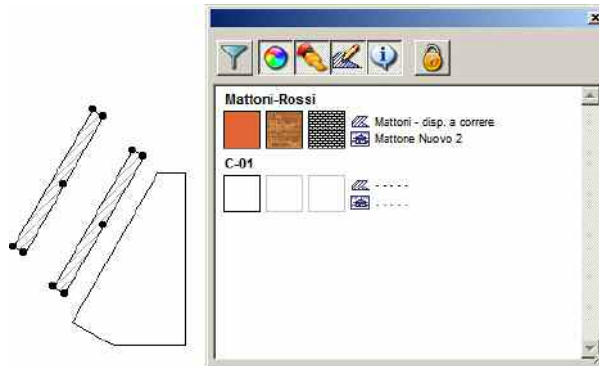 Mattoni-Rossi
Mattoni - disp. a correre
Mattone Nuovo 2
C-01
- - - - -
- - - - -